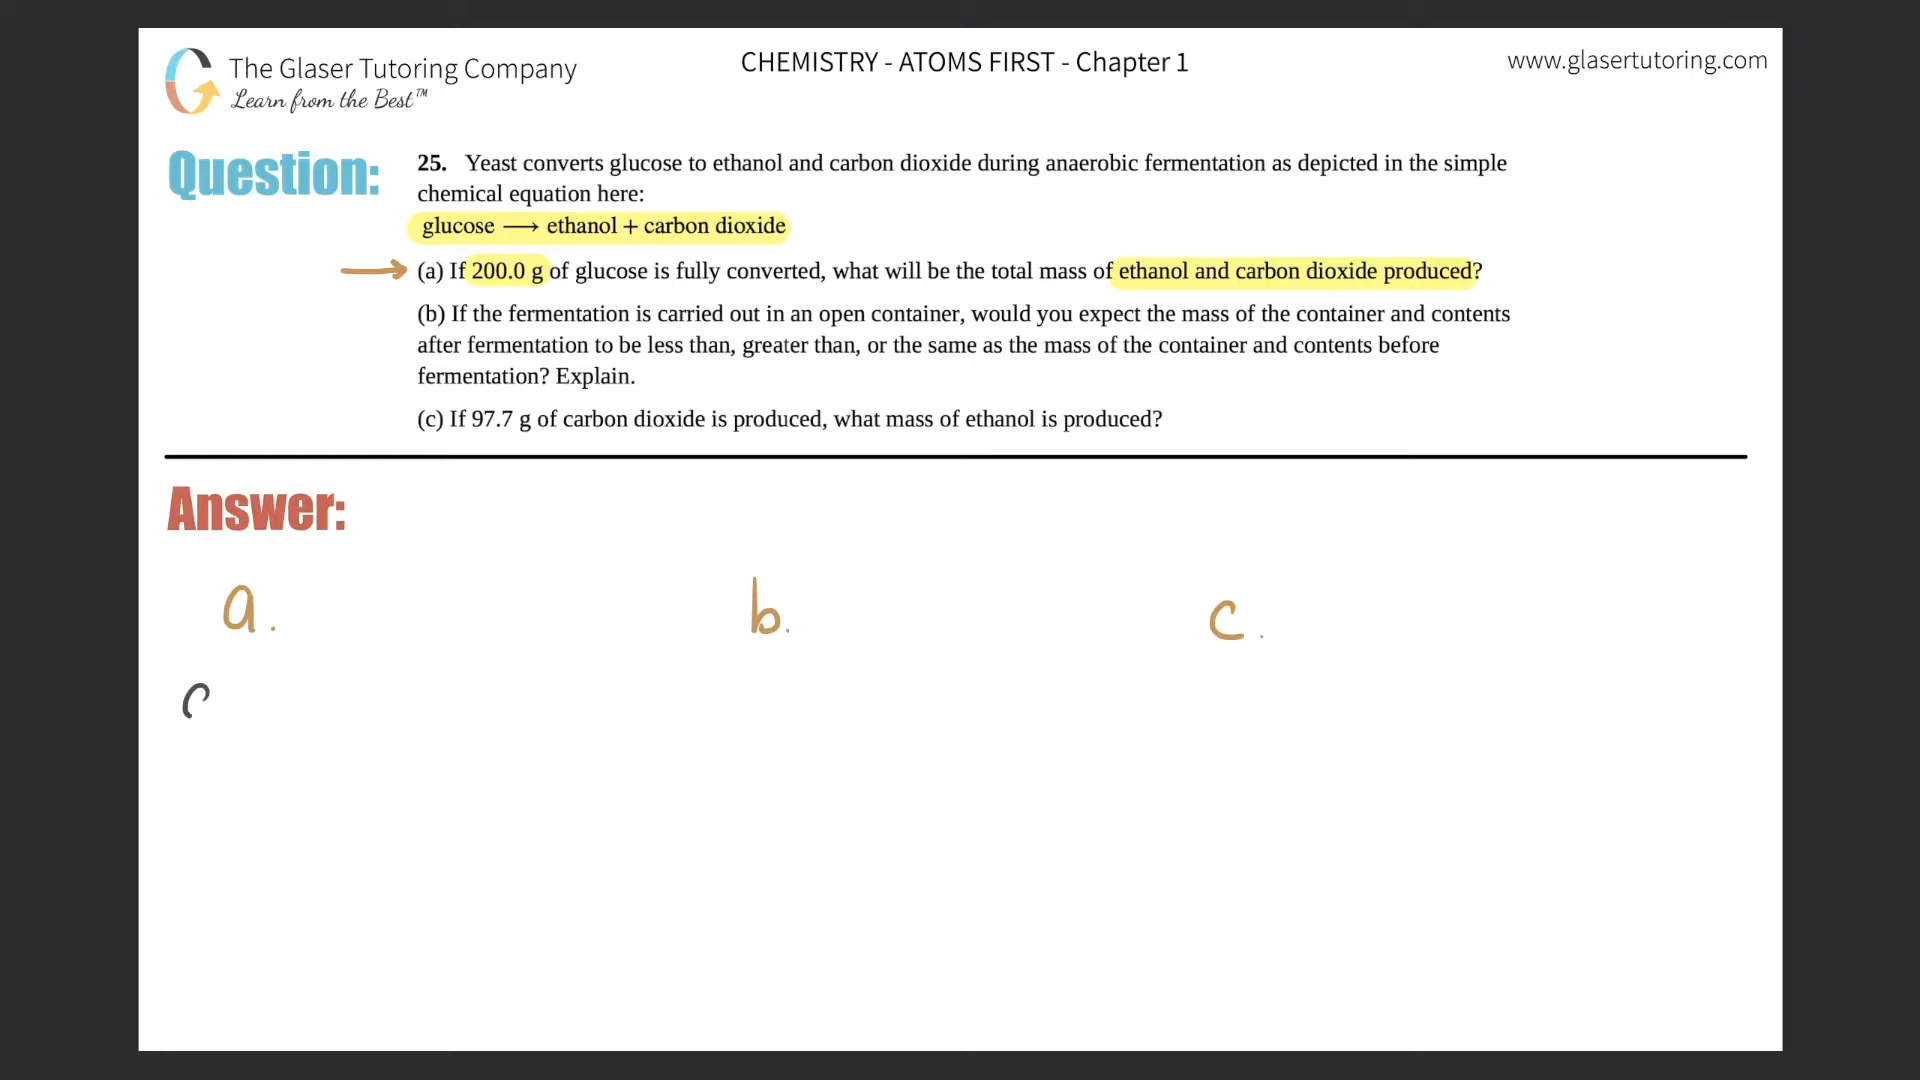 The Glaser Tutoring Company
Learn from the Best™
CHEMISTRY - ATOMS FIRST - Chapter 1
www.glasertutoring.com
Question:
25. Yeast converts glucose to ethanol and carbon dioxide during anaerobic fermentation as depicted in the simple
chemical equation here:
glucose ⟶ ethanol + carbon dioxide
(a) If 200.0 g of glucose is fully converted, what will be the total mass of ethanol and carbon dioxide produced?
(b) If the fermentation is carried out in an open container, would you expect the mass of the container and contents
after fermentation to be less than, greater than, or the same as the mass of the container and contents before
fermentation? Explain.
(c) If 97.7 g of carbon dioxide is produced, what mass of ethanol is produced?
Answer:
a. b. c.